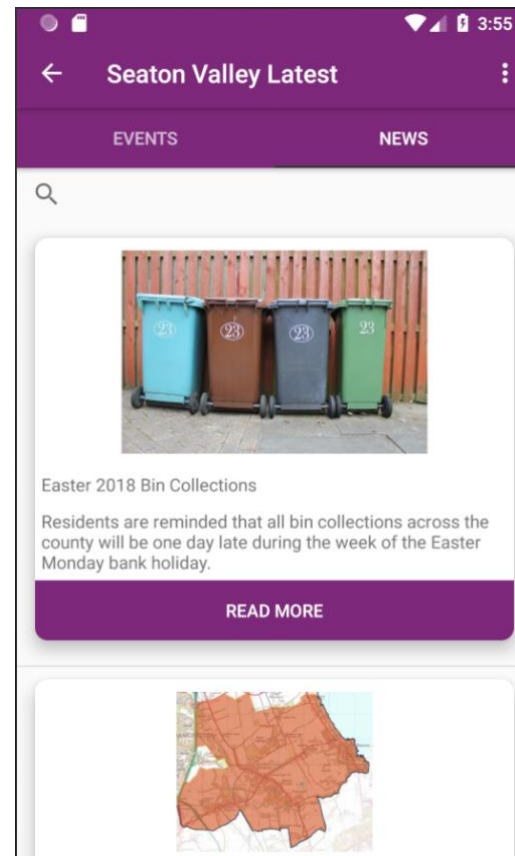 3:55
Seaton Valley Latest
EVENTS NEWS
23 23 23 23
Easter 2018 Bin Collections
Residents are reminded that all bin collections across the
county will be one day late during the week of the Easter
Monday bank holiday.
READ MORE